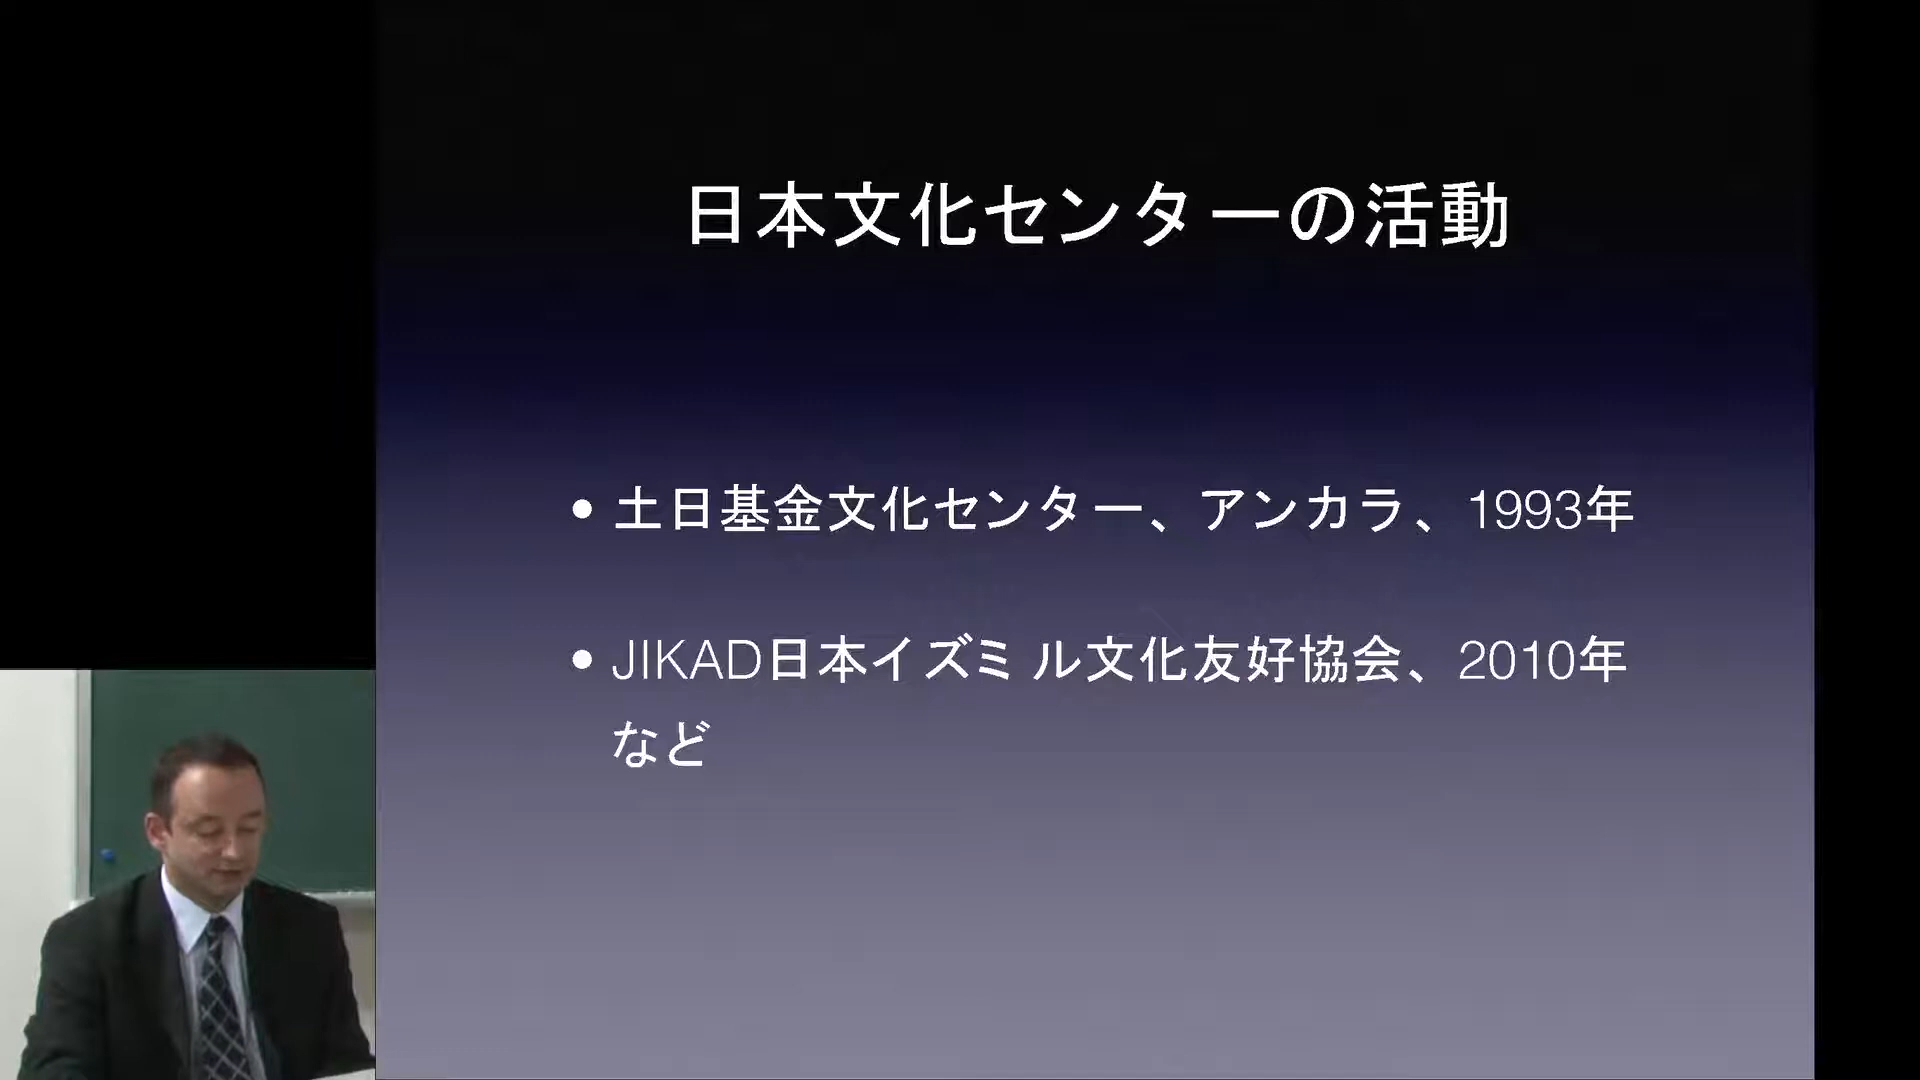 日本文化センターの活動
• 土日基金文化センター、アンカラ、1993年
• JIKAD日本イズミル文化友好協会、2010年
など